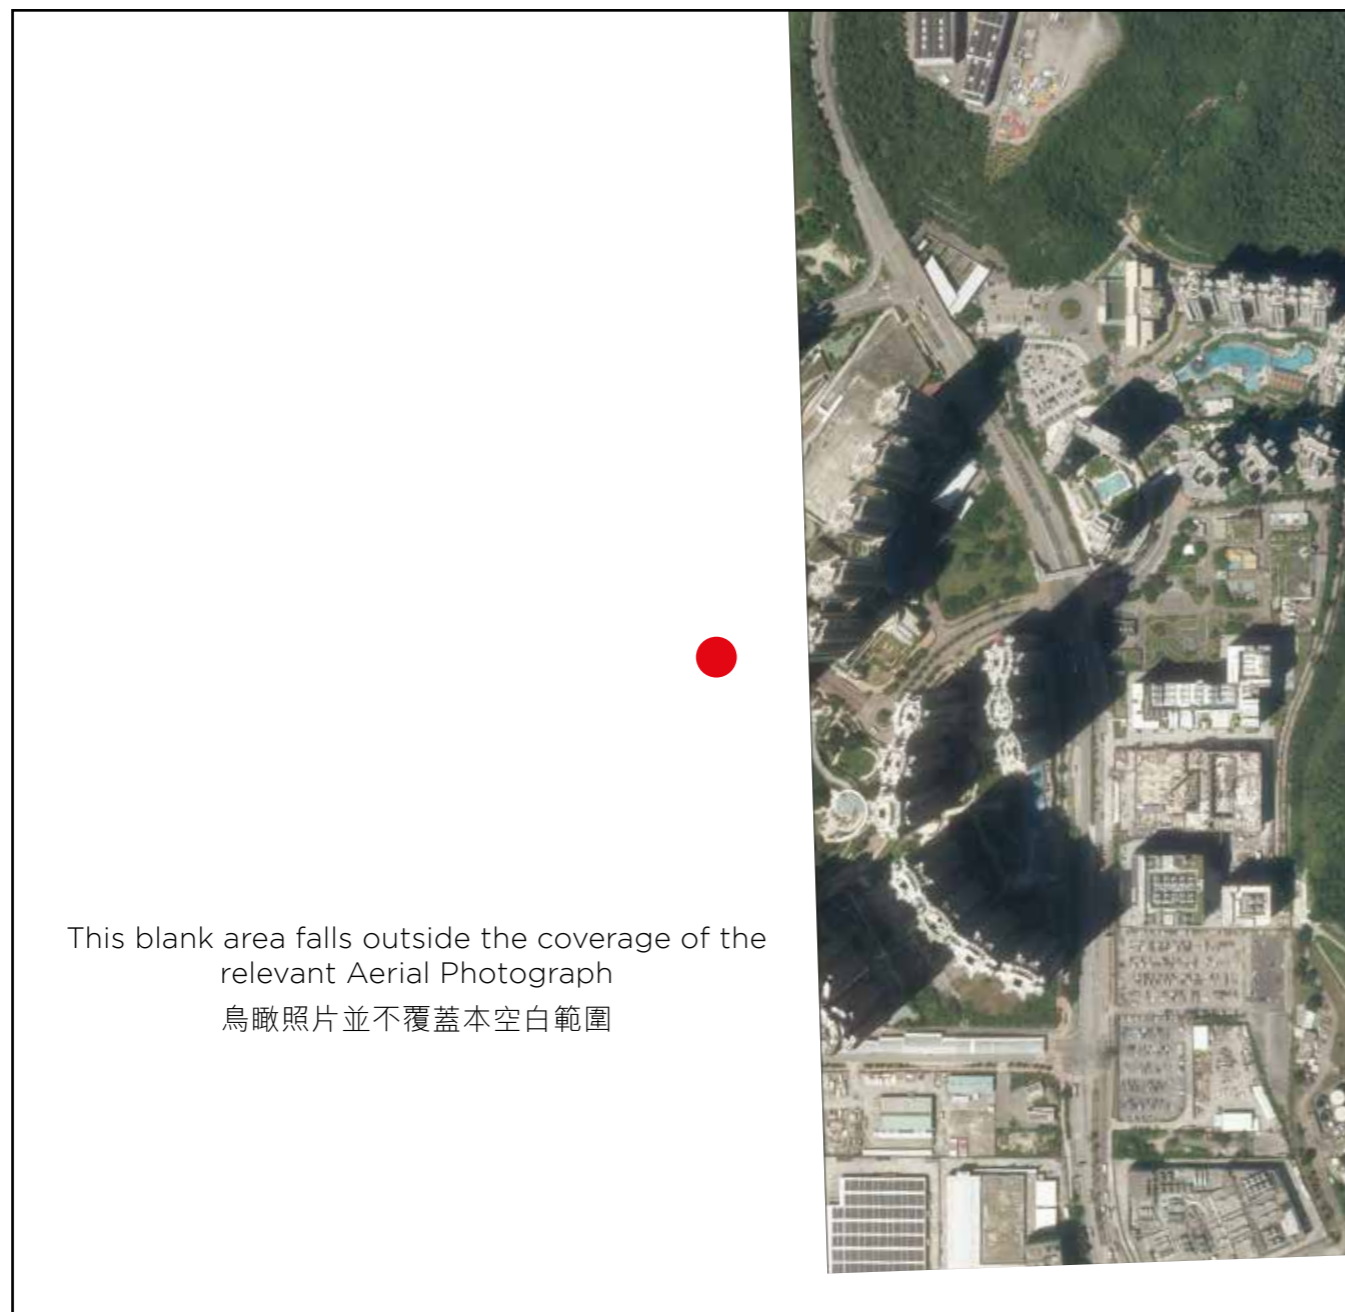 This blank area falls outside the coverage of the
relevant Aerial Photograph
鳥瞰照片並不覆蓋本空白範圍